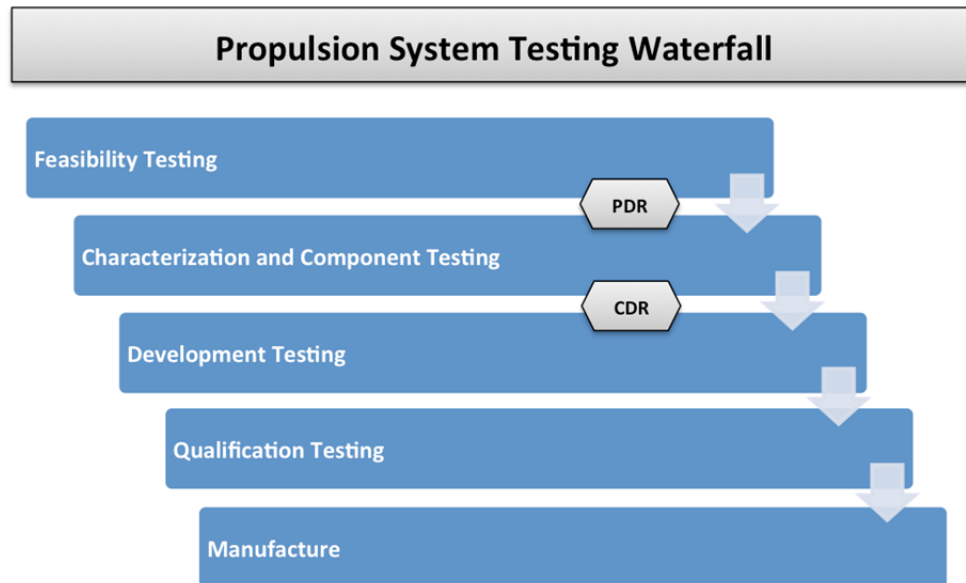 Propulsion System Testing Waterfall
Feasibility Testing
PDR
Characterization and Component Testing
CDR
Development Testing
Qualification Testing
Manufacture